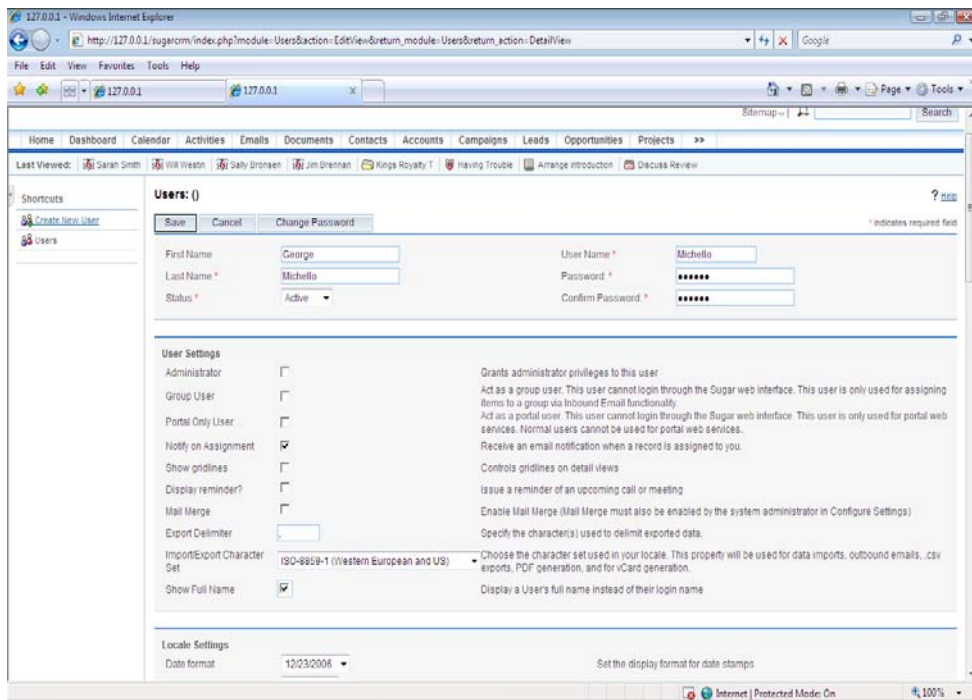 127.0.0.1 - Windows Internet Explorer
http://127.0.0.1/sugarcrm/index.php?module=Users&action=EditView&return_module=Users&return_action=DetailView
Google
File Edit View Favorites Tools Help
127.0.0.1 127.0.0.1 Page Tools
Sitemap Search
Home Dashboard Calendar Activities Emails Documents Contacts Accounts Campaigns Leads Opportunities Projects >>
Last Viewed: Sarah Smith Will Westin Sally Bronsen Jim Brennan Kings Royalty T Having Trouble Arrange introduction Discuss Review
Shortcuts
Create New User
Users
Users: ()
? Help
Save Cancel Change Password
* Indicates required field
First Name George User Name * Michello
Last Name * Michello Password: * ••••••
Status * Active Confirm Password: * ••••••
User Settings
Administrator Grants administrator privileges to this user
Group User Act as a group user. This user cannot login through the Sugar web interface. This user is only used for assigning
items to a group via Inbound Email functionality.
Portal Only User Act as a portal user. This user cannot login through the Sugar web interface. This user is only used for portal web
services. Normal users cannot be used for portal web services.
Notify on Assignment Receive an email notification when a record is assigned to you.
Show gridlines Controls gridlines on detail views
Display reminder? Issue a reminder of an upcoming call or meeting
Mail Merge Enable Mail Merge (Mail Merge must also be enabled by the system administrator in Configure Settings)
Export Delimiter , Specify the character(s) used to delimit exported data.
Import/Export Character Set ISO-8859-1 (Western European and US) Choose the character set used in your locale. This property will be used for data imports, outbound emails, .csv
exports, PDF generation, and for vCard generation.
Show Full Name Display a User's full name instead of their login name
Locale Settings
Date format 12/23/2006 Set the display format for date stamps
Internet | Protected Mode: On 100%